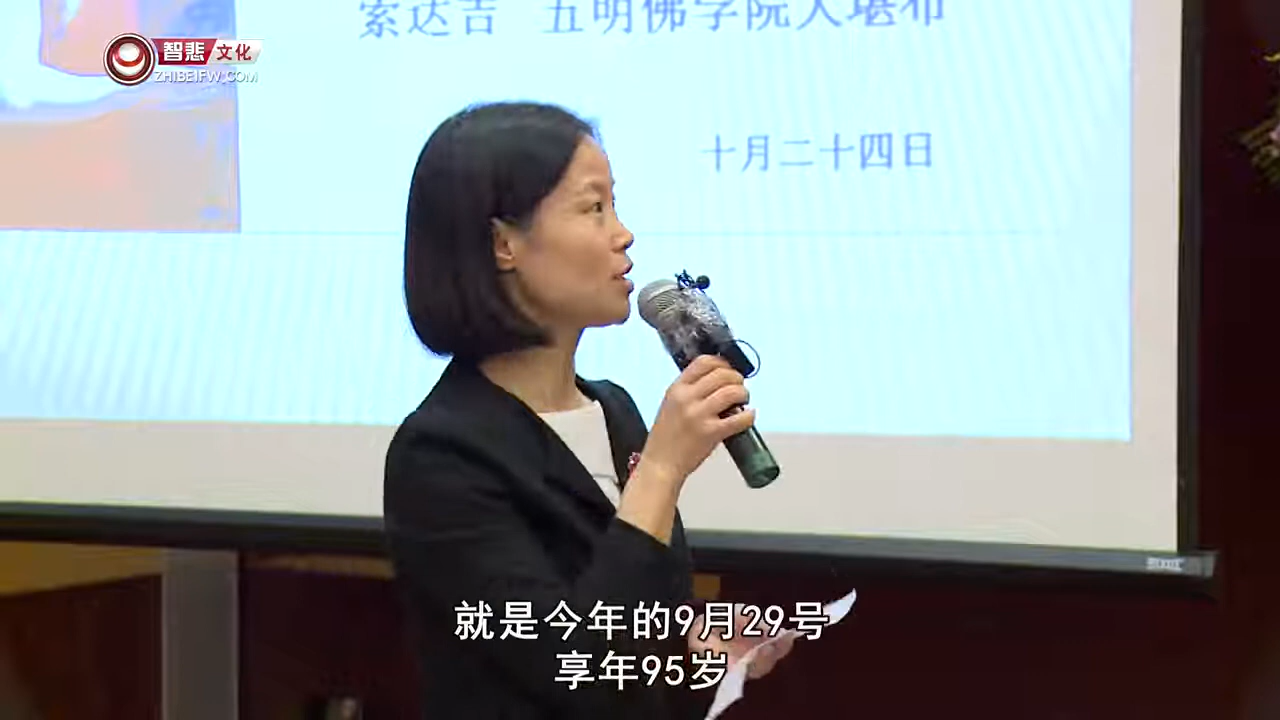 智悲文化
ZHIBEIFW.COM
索达吉 五明佛学院大堪布
十月二十四日
就是今年的9月29号
享年95岁